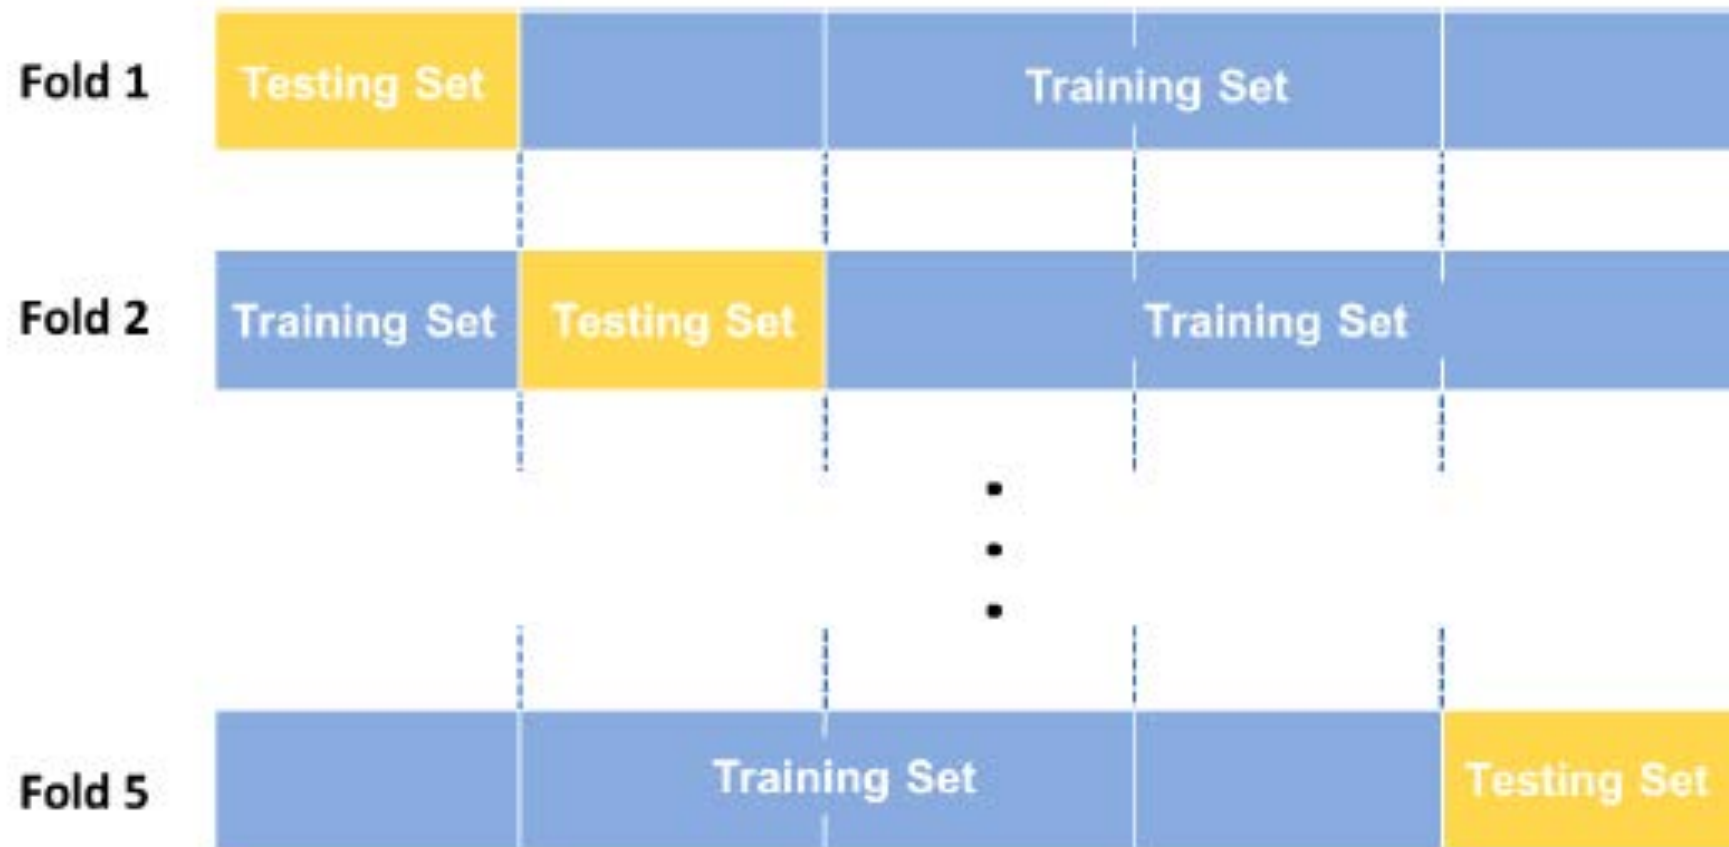 Fold 1 Testing Set Training Set
Fold 2 Training Set Testing Set Training Set
Fold 5 Training Set Testing Set